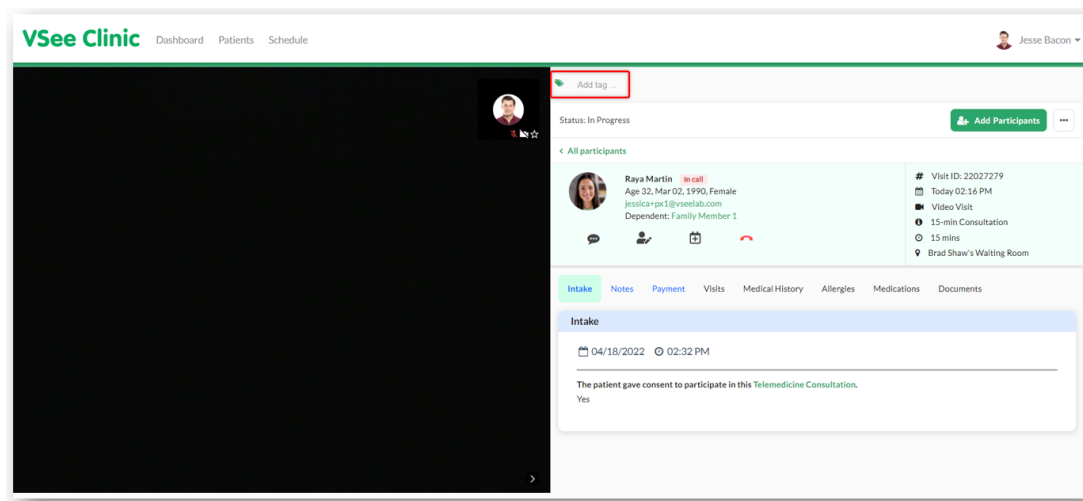 VSee Clinic Dashboard Patients Schedule Jesse Bacon
Add tag ...
Status: In Progress Add Participants
All participants
Raya Martin In call
Age 32, Mar 02, 1990, Female
jessica+px1@vseelab.com
Dependent: Family Member 1
# Visit ID: 22027279
Today 02:16 PM
Video Visit
15-min Consultation
15 mins
Brad Shaw's Waiting Room
Intake Notes Payment Visits Medical History Allergies Medications Documents
Intake
04/18/2022 02:32 PM
The patient gave consent to participate in this Telemedicine Consultation.
Yes